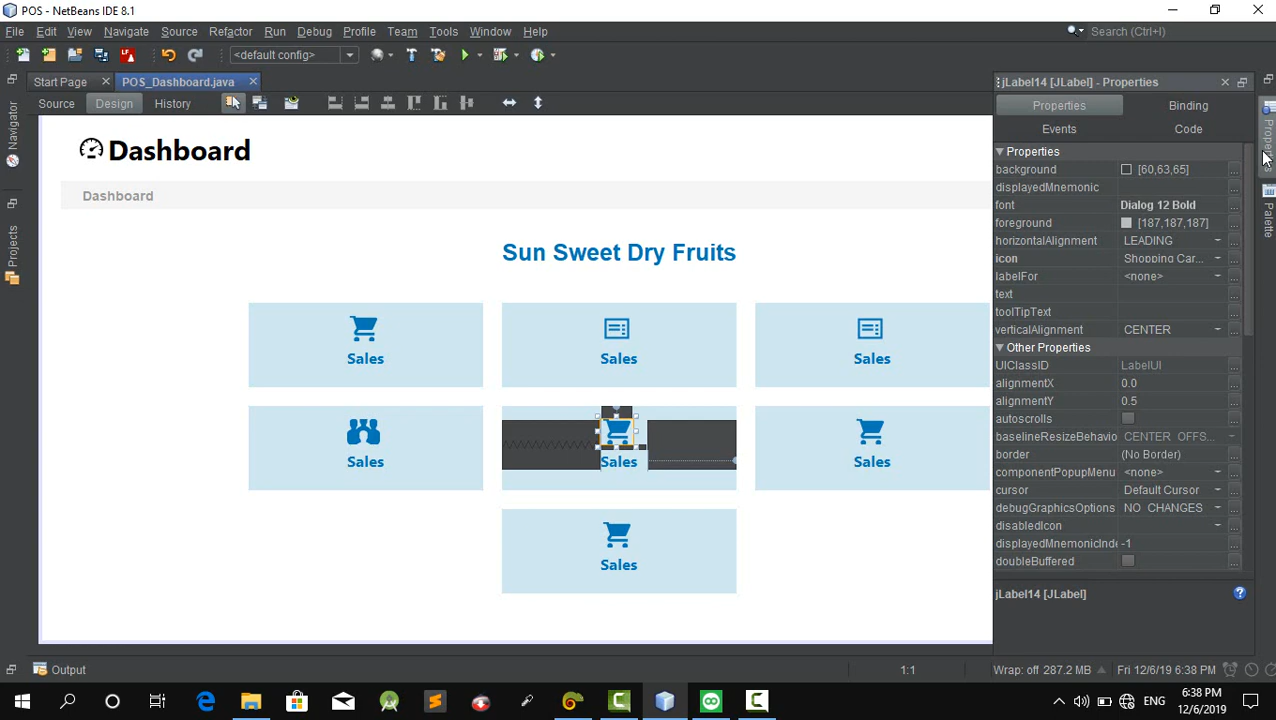 POS - NetBeans IDE 8.1
File Edit View Navigate Source Refactor Run Debug Profile Team Tools Window Help
Search (Ctrl+I)
<default config>
Start Page
POS_Dashboard.java
jLabel14 [JLabel] - Properties
Source Design History
Properties Binding
Events Code
Navigator
Projects
Palette
Dashboard
Dashboard
Sun Sweet Dry Fruits
Sales Sales Sales
Sales Sales Sales
Sales
Properties
background [60,63,65]
displayedMnemonic
font Dialog 12 Bold
foreground [187,187,187]
horizontalAlignment LEADING
icon Shopping Car...
labelFor <none>
text
toolTipText
verticalAlignment CENTER
Other Properties
UIClassID LabelUI
alignmentX 0.0
alignmentY 0.5
autoscrolls
baselineResizeBehavio CENTER_OFFS...
border (No Border)
componentPopupMenu <none>
cursor Default Cursor
debugGraphicsOptions NO_CHANGES
disabledIcon
displayedMnemonicInde -1
doubleBuffered
jLabel14 [JLabel]
Output
1:1
Wrap: off 287.2 MB
Fri 12/6/19 6:38 PM
ENG
6:38 PM
12/6/2019